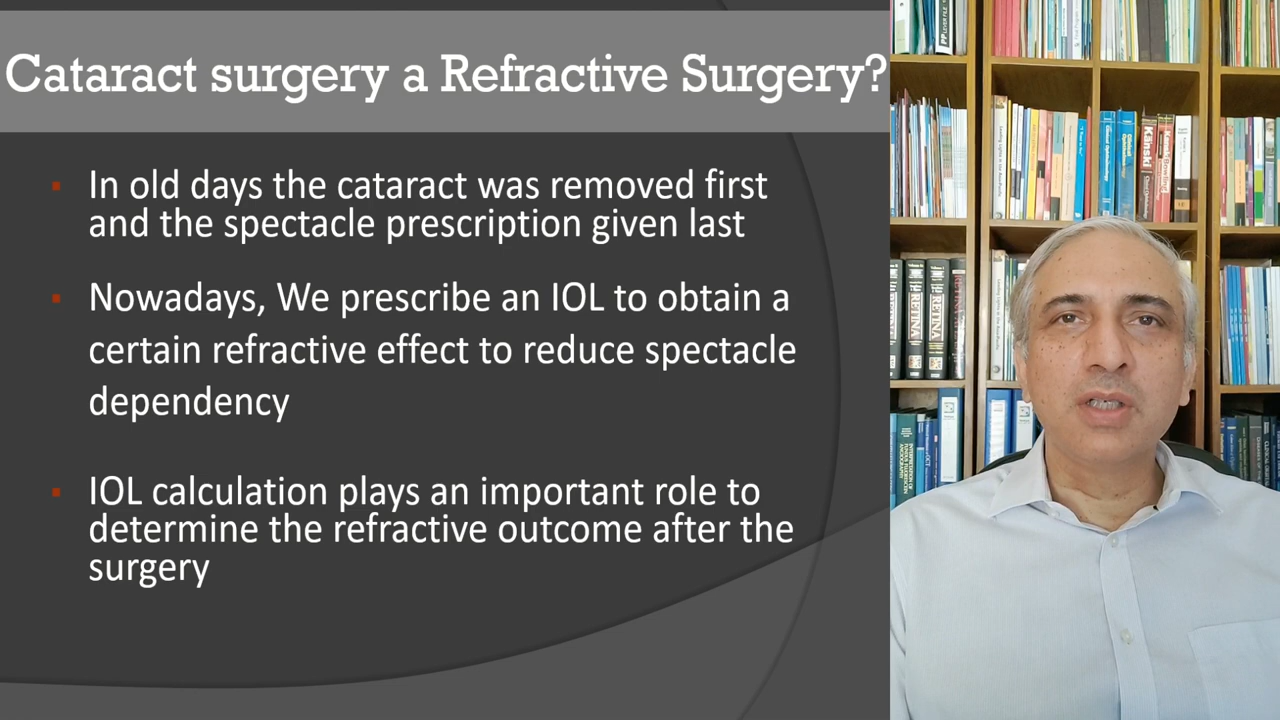 Cataract surgery a Refractive Surgery?
In old days the cataract was removed first
and the spectacle prescription given last
Nowadays, We prescribe an IOL to obtain a
certain refractive effect to reduce spectacle
dependency
IOL calculation plays an important role to
determine the refractive outcome after the
surgery
Kanski
RETINA
RETINA